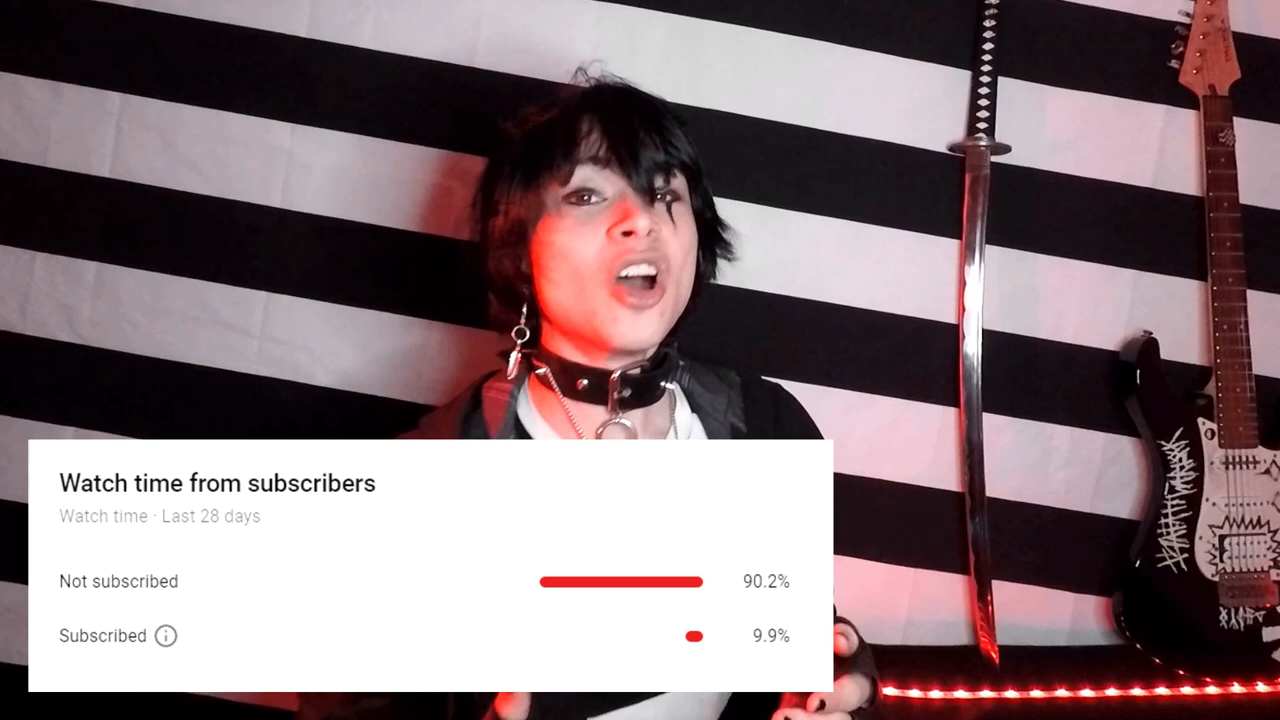 Watch time from subscribers
Watch time · Last 28 days
Not subscribed 90.2%
Subscribed 9.9%